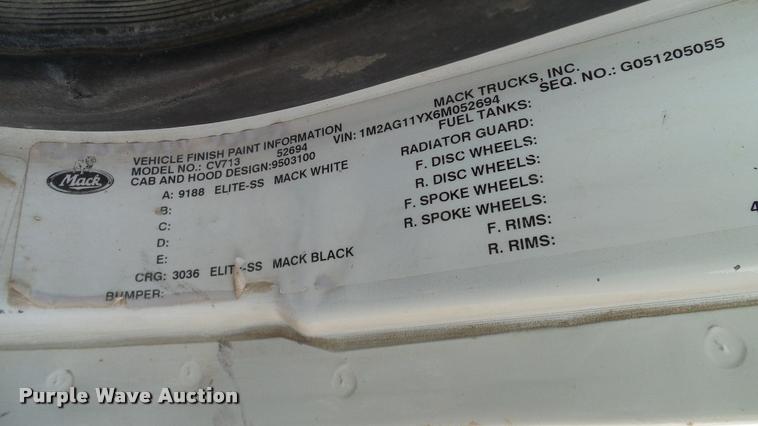 MACK TRUCKS, INC.
VEHICLE FINISH PAINT INFORMATION VIN: 1M2AG11YX6M052694 SEQ. NO.: G051205055
MODEL NO.: CV713 52694
CAB AND HOOD DESIGN:9503100
Mack
A: 9188 ELITE-SS MACK WHITE
B:
C:
D:
E:
CRG: 3036 ELITE-SS MACK BLACK
BUMPER:
FUEL TANKS:
RADIATOR GUARD:
F. DISC WHEELS:
R. DISC WHEELS:
F. SPOKE WHEELS:
R. SPOKE WHEELS:
F. RIMS:
R. RIMS:
4
Purple Wave Auction